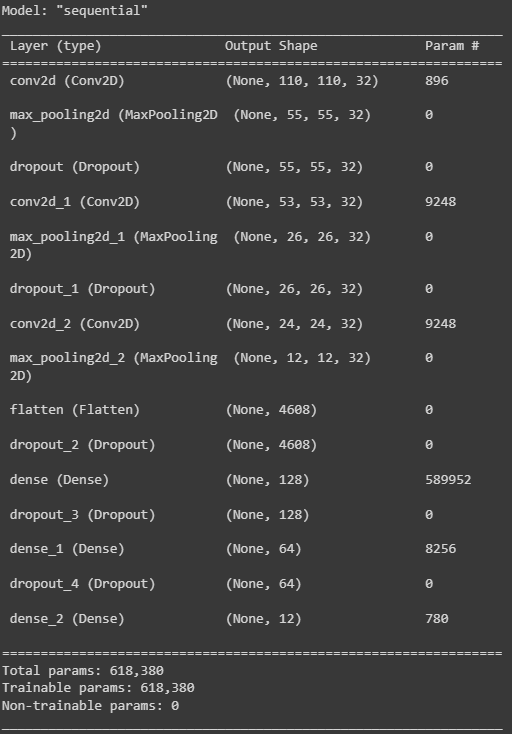 Model: "sequential"
_________________________________________________________________
Layer (type) Output Shape Param #
=================================================================
conv2d (Conv2D) (None, 110, 110, 32) 896
max_pooling2d (MaxPooling2D (None, 55, 55, 32) 0
)
dropout (Dropout) (None, 55, 55, 32) 0
conv2d_1 (Conv2D) (None, 53, 53, 32) 9248
max_pooling2d_1 (MaxPooling (None, 26, 26, 32) 0
2D)
dropout_1 (Dropout) (None, 26, 26, 32) 0
conv2d_2 (Conv2D) (None, 24, 24, 32) 9248
max_pooling2d_2 (MaxPooling (None, 12, 12, 32) 0
2D)
flatten (Flatten) (None, 4608) 0
dropout_2 (Dropout) (None, 4608) 0
dense (Dense) (None, 128) 589952
dropout_3 (Dropout) (None, 128) 0
dense_1 (Dense) (None, 64) 8256
dropout_4 (Dropout) (None, 64) 0
dense_2 (Dense) (None, 12) 780
=================================================================
Total params: 618,380
Trainable params: 618,380
Non-trainable params: 0
_________________________________________________________________